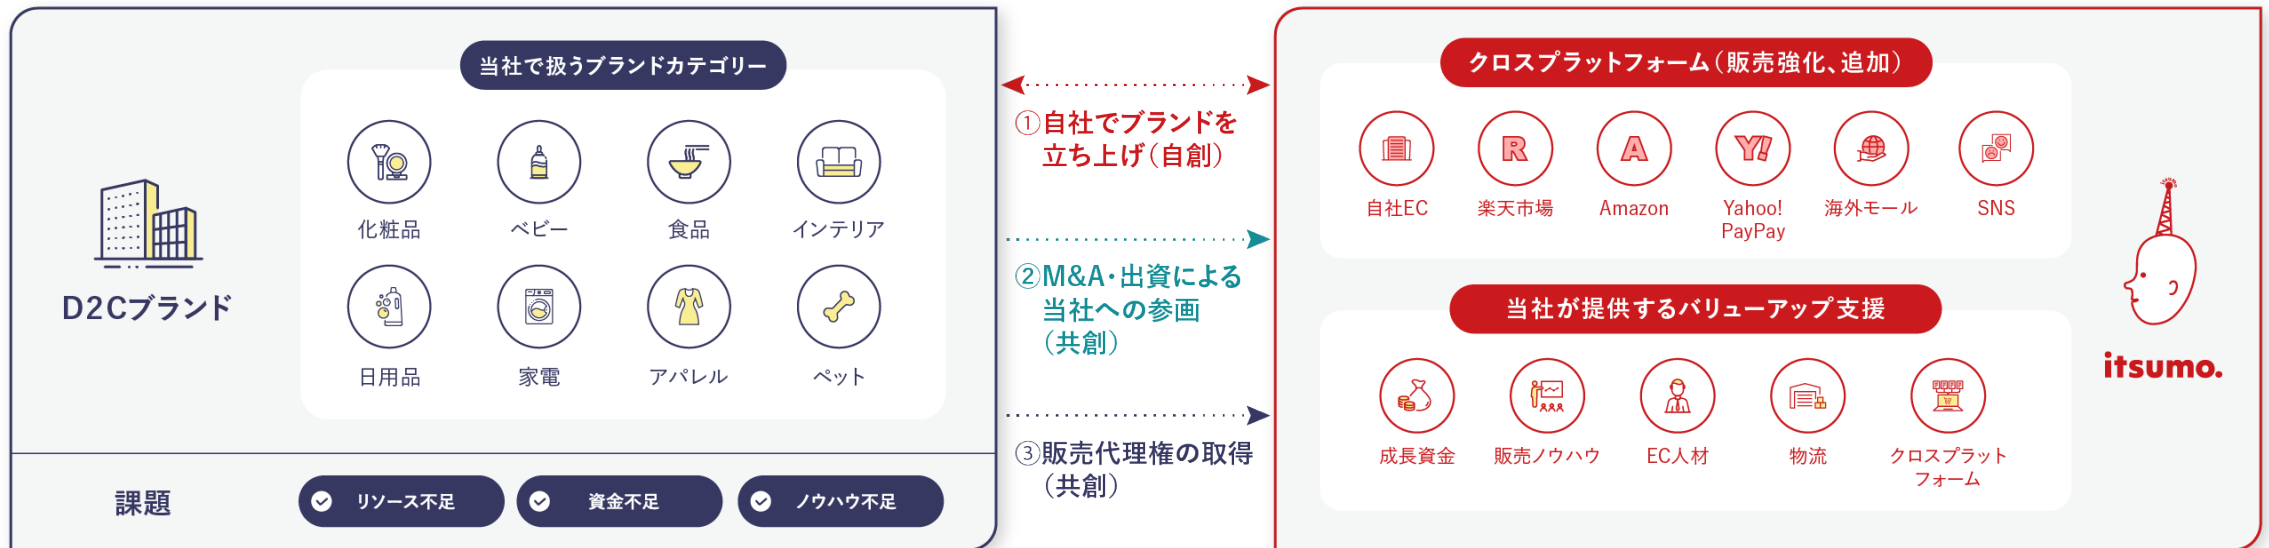 当社で扱うブランドカテゴリー
化粧品
ベビー
食品
インテリア
日用品
家電
アパレル
ペット
D2Cブランド
課題
リソース不足
資金不足
ノウハウ不足
①自社でブランドを
立ち上げ（自創）
②M&A・出資による
当社への参画
（共創）
③販売代理権の取得
（共創）
クロスプラットフォーム（販売強化、追加）
自社EC
R
楽天市場
A
Amazon
Y!
Yahoo!
PayPay
海外モール
SNS
当社が提供するバリューアップ支援
成長資金
販売ノウハウ
EC人材
物流
クロスプラット
フォーム
itsumo.